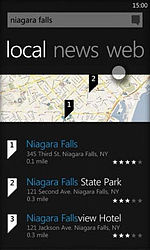 15:00
niagara falls
local news web
2
1
1 Niagara Falls
345 Third St. Niagara Falls, NY
0.1 mile
2 Niagara Falls State Park
121 Second Ave. Niagara Falls, NY
0.2 mile
3 Niagara Fallsview Hotel
121 Jackson Ave. Niagara Falls, NY
0.3 mile